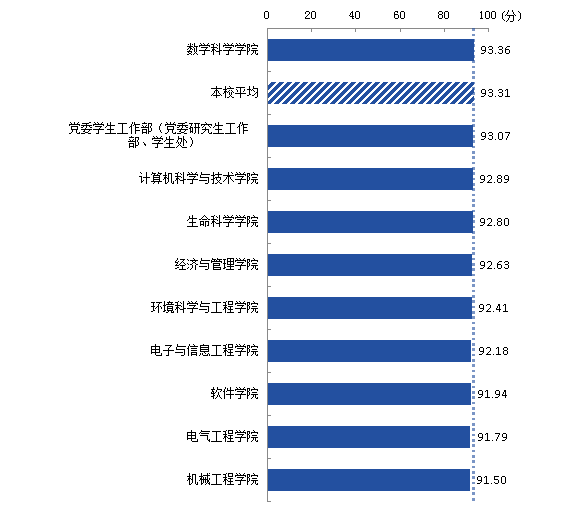 0 20 40 60 80 100 (分)
数学科学学院 93.36
本校平均 93.31
党委学生工作部（党委研究生工作
部、学生处） 93.07
计算机科学与技术学院 92.89
生命科学学院 92.80
经济与管理学院 92.63
环境科学与工程学院 92.41
电子与信息工程学院 92.18
软件学院 91.94
电气工程学院 91.79
机械工程学院 91.50